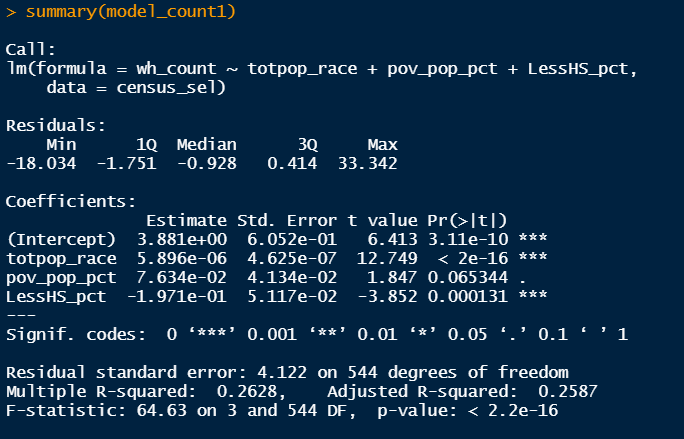 > summary(model_count1)
Call:
lm(formula = wh_count ~ totpop_race + pov_pop_pct + LessHS_pct,
    data = census_sel)
Residuals:
    Min      1Q  Median      3Q     Max
-18.034  -1.751  -0.928   0.414  33.342
Coefficients:
              Estimate Std. Error t value Pr(>|t|)
(Intercept)  3.881e+00  6.052e-01   6.413 3.11e-10 ***
totpop_race  5.896e-06  4.625e-07  12.749  < 2e-16 ***
pov_pop_pct  7.634e-02  4.134e-02   1.847 0.065344 .
LessHS_pct  -1.971e-01  5.117e-02  -3.852 0.000131 ***
---
Signif. codes:  0 ‘***’ 0.001 ‘**’ 0.01 ‘*’ 0.05 ‘.’ 0.1 ‘ ’ 1
Residual standard error: 4.122 on 544 degrees of freedom
Multiple R-squared:  0.2628,	Adjusted R-squared:  0.2587
F-statistic: 64.63 on 3 and 544 DF,  p-value: < 2.2e-16